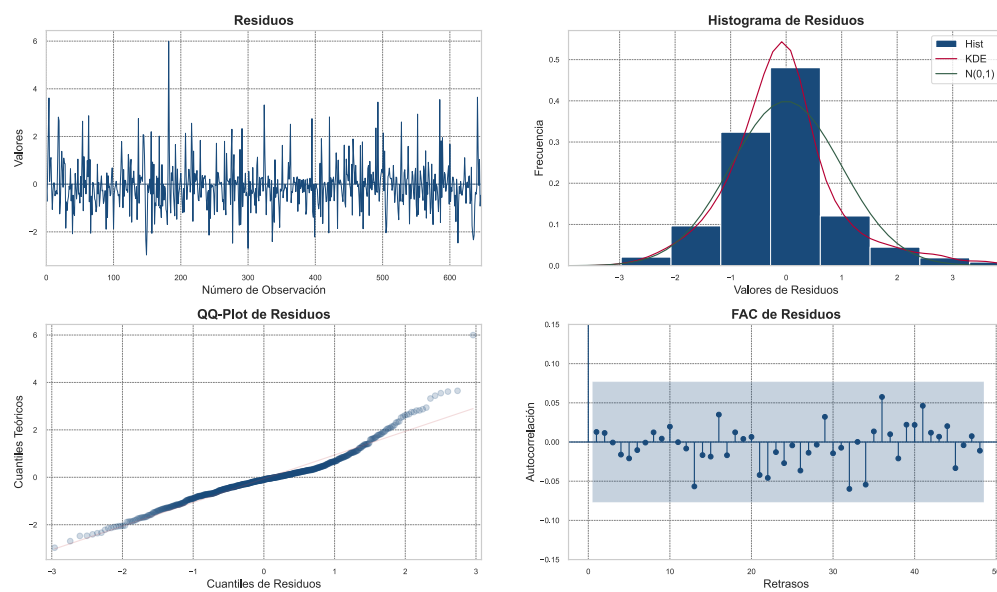 Residuos
Valores
6
4
2
0
−2
0 100 200 300 400 500 600
Número de Observación
Histograma de Residuos
Hist
KDE
N(0,1)
Frecuencia
0.5
0,4
0.3
0.2
0.1
0.0
−3 −2 −1 0 1 2 3
Valores de Residuos
QQ-Plot de Residuos
Cuantiles Teóricos
6
4
2
0
−2
−3 −2 −1 0 1 2 3
Cuantiles de Residuos
FAC de Residuos
Autocorrelación
0.15
0.10
0.05
0.00
−0.05
−0.10
−0.15
0 10 20 30 40 50
Retrasos